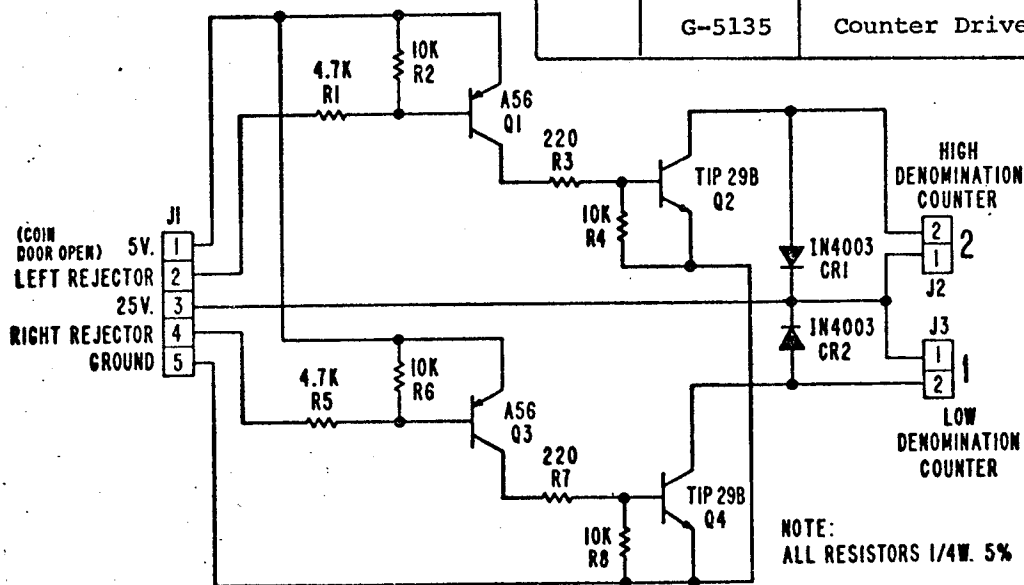 G-5135
Counter Drive
10K
R2
4.7K
R1
A56
Q1
220
R3
TIP 29B
Q2
10K
R4
HIGH
DENOMINATION
COUNTER
2
1
2
J2
IN4003
CR1
J1
(COIN
DOOR OPEN)
5V. 1
LEFT REJECTOR 2
25V. 3
RIGHT REJECTOR 4
GROUND 5
IN4003
CR2
J3
1
2
1
LOW
DENOMINATION
COUNTER
10K
R6
4.7K
R5
A56
Q3
220
R7
TIP 29B
Q4
10K
R8
NOTE:
ALL RESISTORS 1/4W. 5%